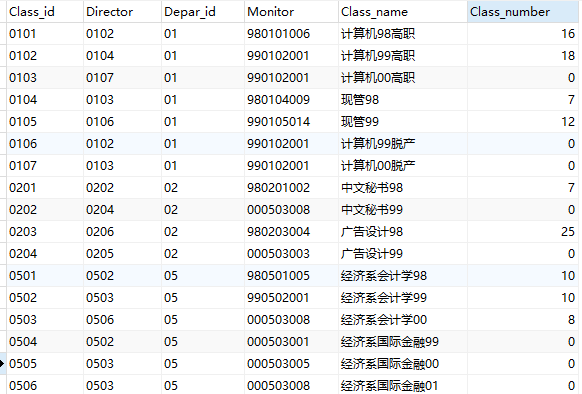 Class_id Director Depar_id Monitor Class_name Class_number
0101 0102 01 980101006 计算机98高职 16
0102 0104 01 990102001 计算机99高职 18
0103 0107 01 990102001 计算机00高职 0
0104 0103 01 980104009 现管98 7
0105 0106 01 990105014 现管99 12
0106 0102 01 990102001 计算机99脱产 0
0107 0103 01 990102001 计算机00脱产 0
0201 0202 02 980201002 中文秘书98 7
0202 0204 02 000503008 中文秘书99 0
0203 0206 02 980203004 广告设计98 25
0204 0205 02 000503003 广告设计99 0
0501 0502 05 980501005 经济系会计学98 10
0502 0503 05 990502001 经济系会计学99 10
0503 0506 05 000503008 经济系会计学00 8
0504 0502 05 000503001 经济系国际金融99 0
0505 0503 05 000503005 经济系国际金融00 0
0506 0503 05 000503008 经济系国际金融01 0